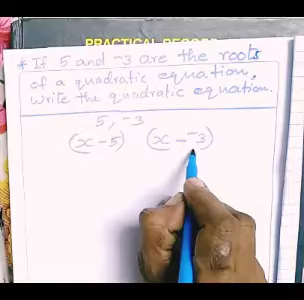 PRACTICAL RECORD
* If 5 and -3 are the roots
of a quadratic equation,
write the quadratic equation.
5, -3
(x - 5) (x - -3)